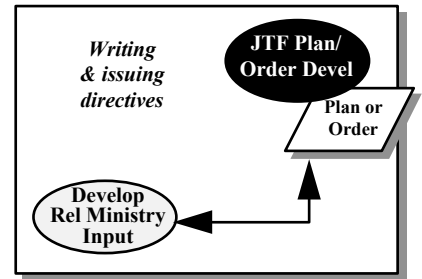 Writing
& issuing
directives
JTF Plan/
Order Devel
Plan or
Order
Develop
Rel Ministry
Input